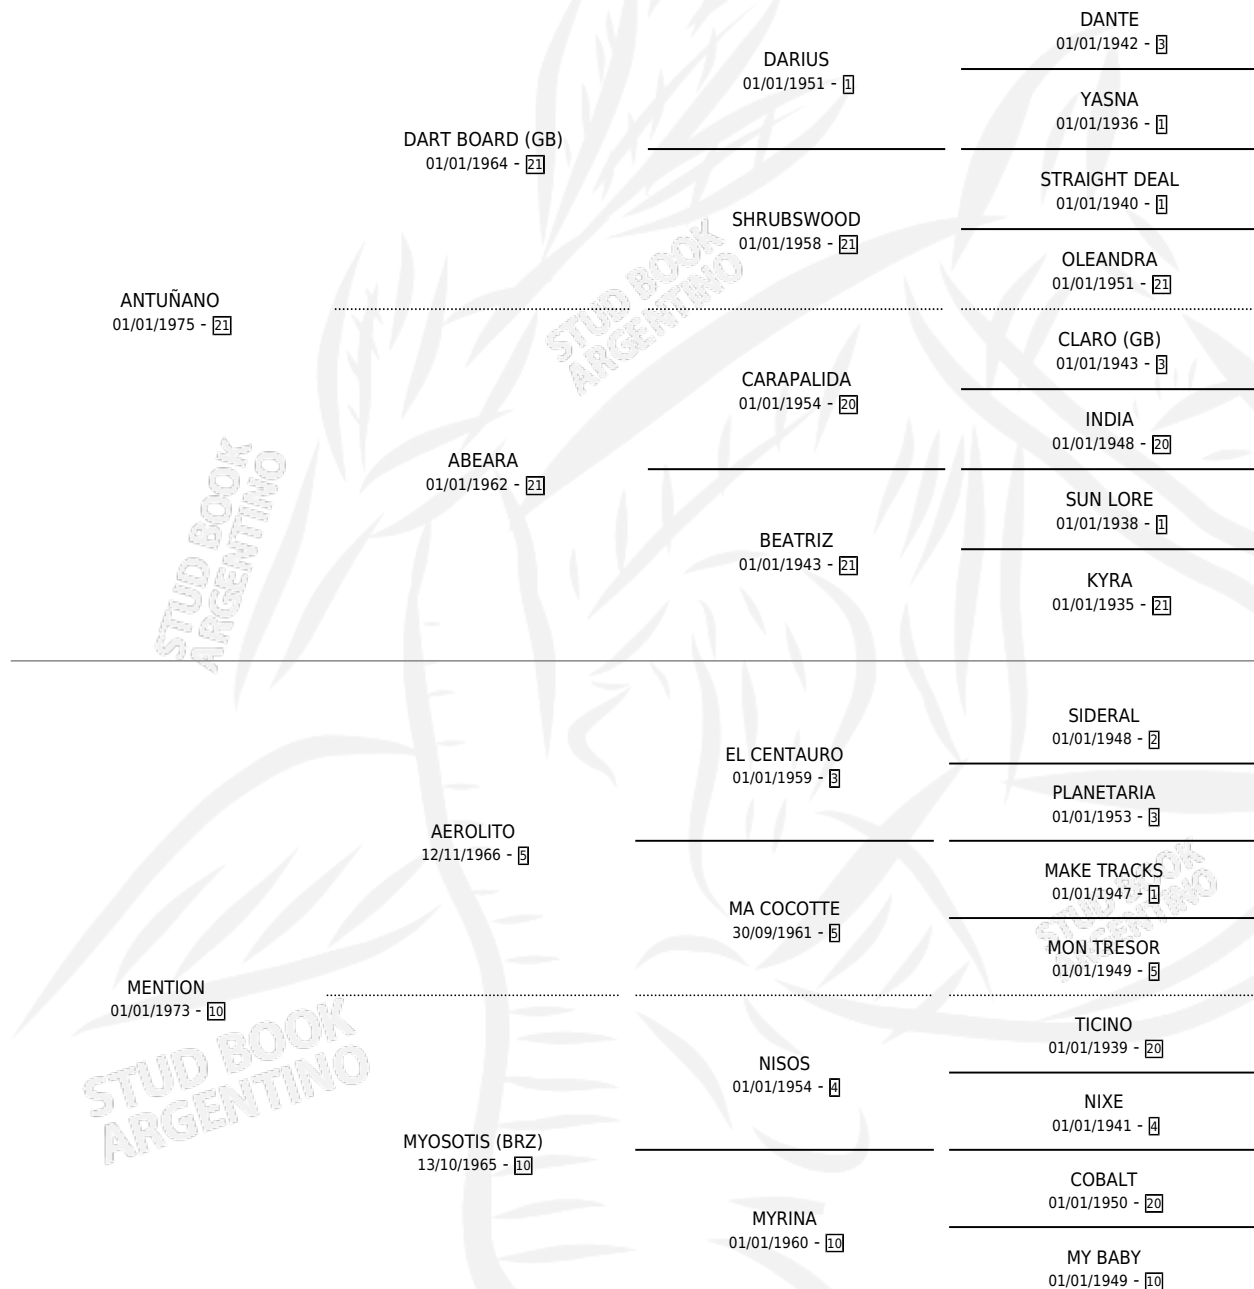 DANTE
01/01/1942 - 3
DARIUS
01/01/1951 - 1
YASNA
01/01/1936 - 1
DART BOARD (GB)
01/01/1964 - 21
STRAIGHT DEAL
01/01/1940 - 1
SHRUBSWOOD
01/01/1958 - 21
OLEANDRA
01/01/1951 - 21
ANTUÑANO
01/01/1975 - 21
STUD BOOK
ARGENTINO
CLARO (GB)
01/01/1943 - 3
CARAPALIDA
01/01/1954 - 20
INDIA
01/01/1948 - 20
ABEARA
01/01/1962 - 21
SUN LORE
01/01/1938 - 1
BEATRIZ
01/01/1943 - 21
KYRA
01/01/1935 - 21
STUD BOOK
ARGENTINO
SIDERAL
01/01/1948 - 2
EL CENTAURO
01/01/1959 - 3
PLANETARIA
01/01/1953 - 3
AEROLITO
12/11/1966 - 5
MAKE TRACKS
01/01/1947 - 1
MA COCOTTE
30/09/1961 - 5
STUD BOOK
ARGENTINO
MON TRESOR
01/01/1949 - 5
MENTION
01/01/1973 - 10
TICINO
01/01/1939 - 20
NISOS
01/01/1954 - 4
NIXE
01/01/1941 - 4
STUD BOOK
ARGENTINO
MYOSOTIS (BRZ)
13/10/1965 - 10
COBALT
01/01/1950 - 20
MYRINA
01/01/1960 - 10
MY BABY
01/01/1949 - 10